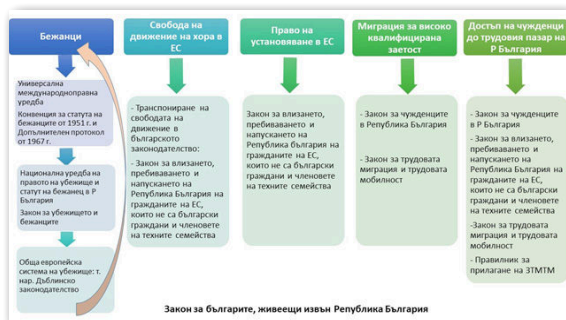 Бежанци
Универсална
международноправна
уредба
Конвенция за статута на
бежанците от 1951 г. и
Допълнителен протокол
от 1967 г.
Национална уредба на
правото на убежище и
статут на бежанец в Р
България
Закон за убежището и
бежанците
Обща европейска
система на убежище: т.
нар. Дъблинско
законодателство
Свобода на
движение на хора в
ЕС
- Транспониране на
свободата на
движение в
българското
законодателство:
- Закон за влизането,
пребиваването и
напускането на
Република България на
гражданите на ЕС,
които не са български
граждани и членовете
на техните семейства
Право на
установяване в ЕС
Закон за влизането,
пребиваването и
напускането на
Република българия на
гражданите на ЕС,
които не са български
граждани и членовете
на техните семейства
Миграция за високо
квалифицирана
заетост
- Закон за чужденците
в Република България
- Закон за трудовата
миграция и трудовата
мобилност
Достъп на чужденци
до трудовия пазар на
Р България
- Закон за чужденците
в Р България
- Закон за влизането,
пребиваването и
напускането на
Република България на
гражданите на ЕС,
които не са български
граждани и членовете
на техните семейства
-Закон за трудовата
миграция и трудовата
мобилност
- Правилник за
прилагане на ЗТМТМ
Закон за българите, живеещи извън Република България